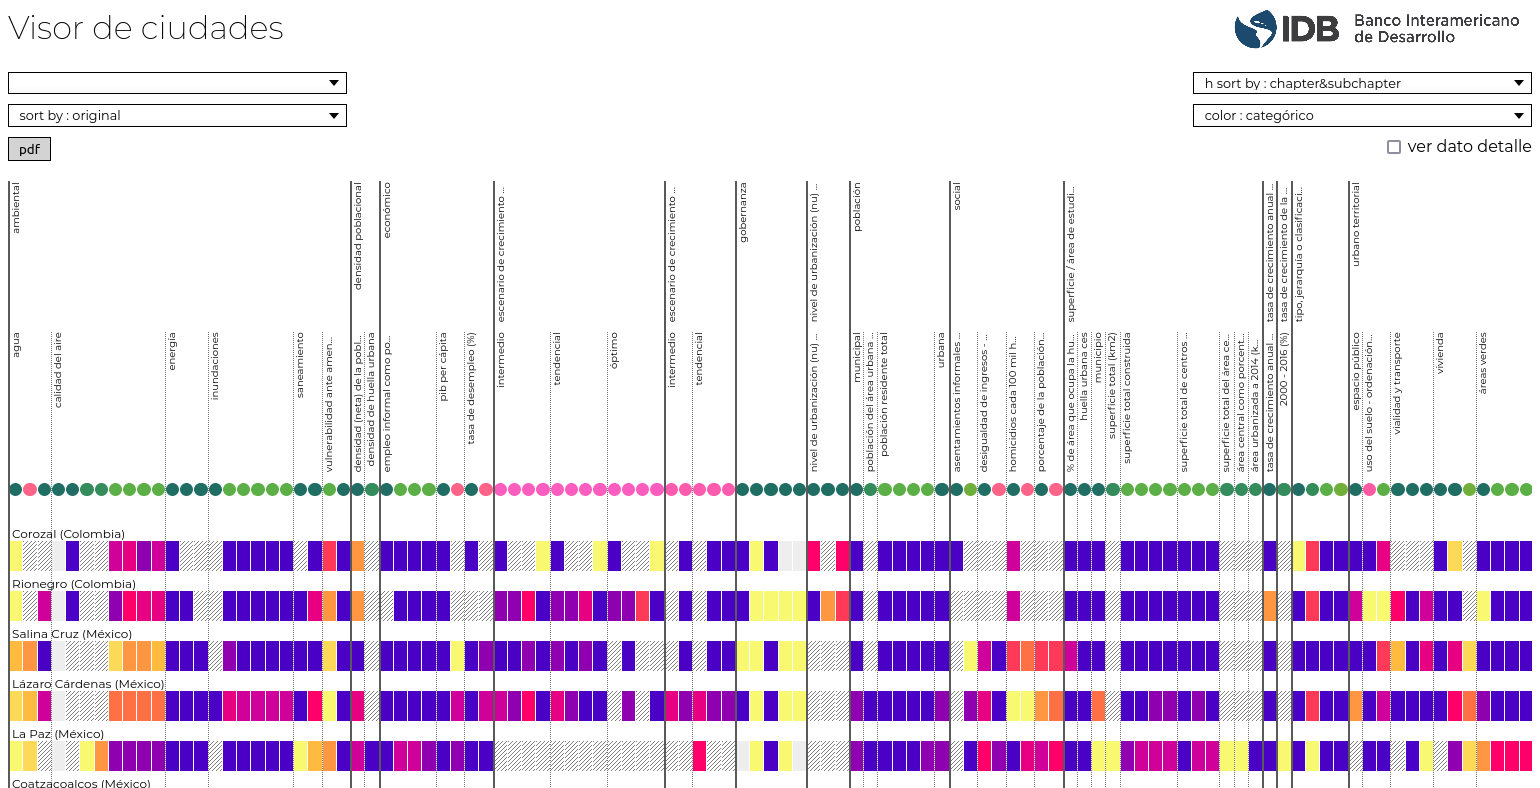 Visor de ciudades
IDB
Banco Interamericano
de Desarrollo
h sort by : chapter&subchapter
sort by : original
color : categórico
pdf
ver dato detalle
ambiental
densidad poblacional
económico
escenario de crecimiento ...
escenario de crecimiento ...
gobernanza
nivel de urbanización (nu) ...
población
social
superficie / área de estudi...
tasa de crecimiento anual ...
tasa de crecimiento de la ...
tipo, jerarquía o clasificaci...
urbano territorial
agua
calidad del aire
energía
inundaciones
saneamiento
vulnerabilidad ante amen...
densidad (neta) de la pobl...
densidad de huella urbana
empleo informal como po...
pib per cápita
tasa de desempleo (%)
intermedio
tendencial
óptimo
intermedio
tendencial
nivel de urbanización (nu) ...
municipal
población del área urbana ...
población residente total
urbana
asentamientos informales ...
desigualdad de ingresos - ...
homicidios cada 100 mil h...
porcentaje de la población...
% de área que ocupa la hu...
huella urbana ces
municipio
superficie total (km2)
superficie total construida
superficie total de centros ...
superficie total del área ce...
área central como porcent...
área urbanizada a 2014 (k...
tasa de crecimiento anual ...
2000 - 2016 (%)
espacio público
uso del suelo - ordenación...
vialidad y transporte
vivienda
áreas verdes
Corozal (Colombia)
Rionegro (Colombia)
Salina Cruz (México)
Lázaro Cárdenas (México)
La Paz (México)
Coatzacoalcos (México)